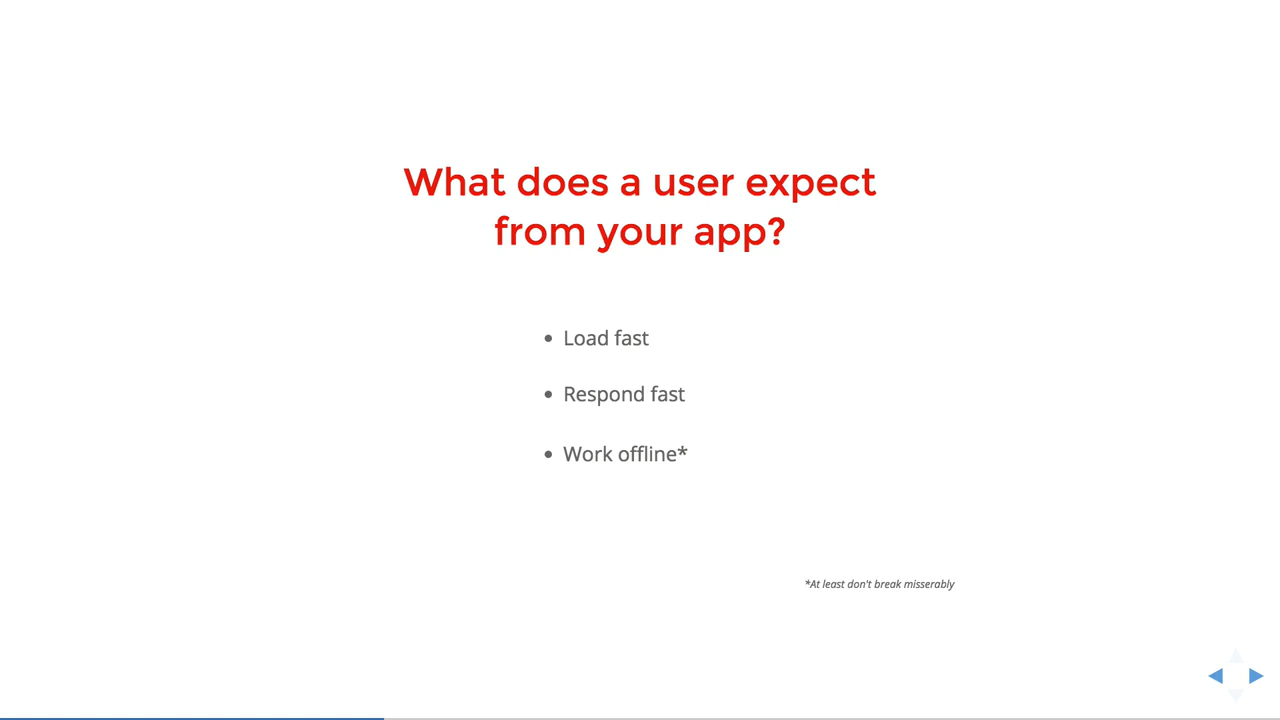 What does a user expect
from your app?
• Load fast
• Respond fast
• Work offline*
*At least don't break misserably